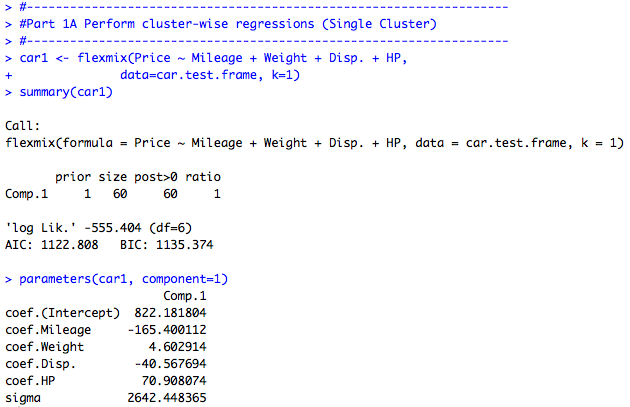 > #-------------------------------------------------------------------
> #Part 1A Perform cluster-wise regressions (Single Cluster)
> #-------------------------------------------------------------------
> car1 <- flexmix(Price ~ Mileage + Weight + Disp. + HP,
+               data=car.test.frame, k=1)
> summary(car1)
Call:
flexmix(formula = Price ~ Mileage + Weight + Disp. + HP, data = car.test.frame, k = 1)
       prior size post>0 ratio
Comp.1     1   60     60     1
'log Lik.' -555.404 (df=6)
AIC: 1122.808   BIC: 1135.374
> parameters(car1, component=1)
                      Comp.1
coef.(Intercept)  822.181804
coef.Mileage     -165.400112
coef.Weight         4.602914
coef.Disp.        -40.567694
coef.HP            70.908074
sigma            2642.448365